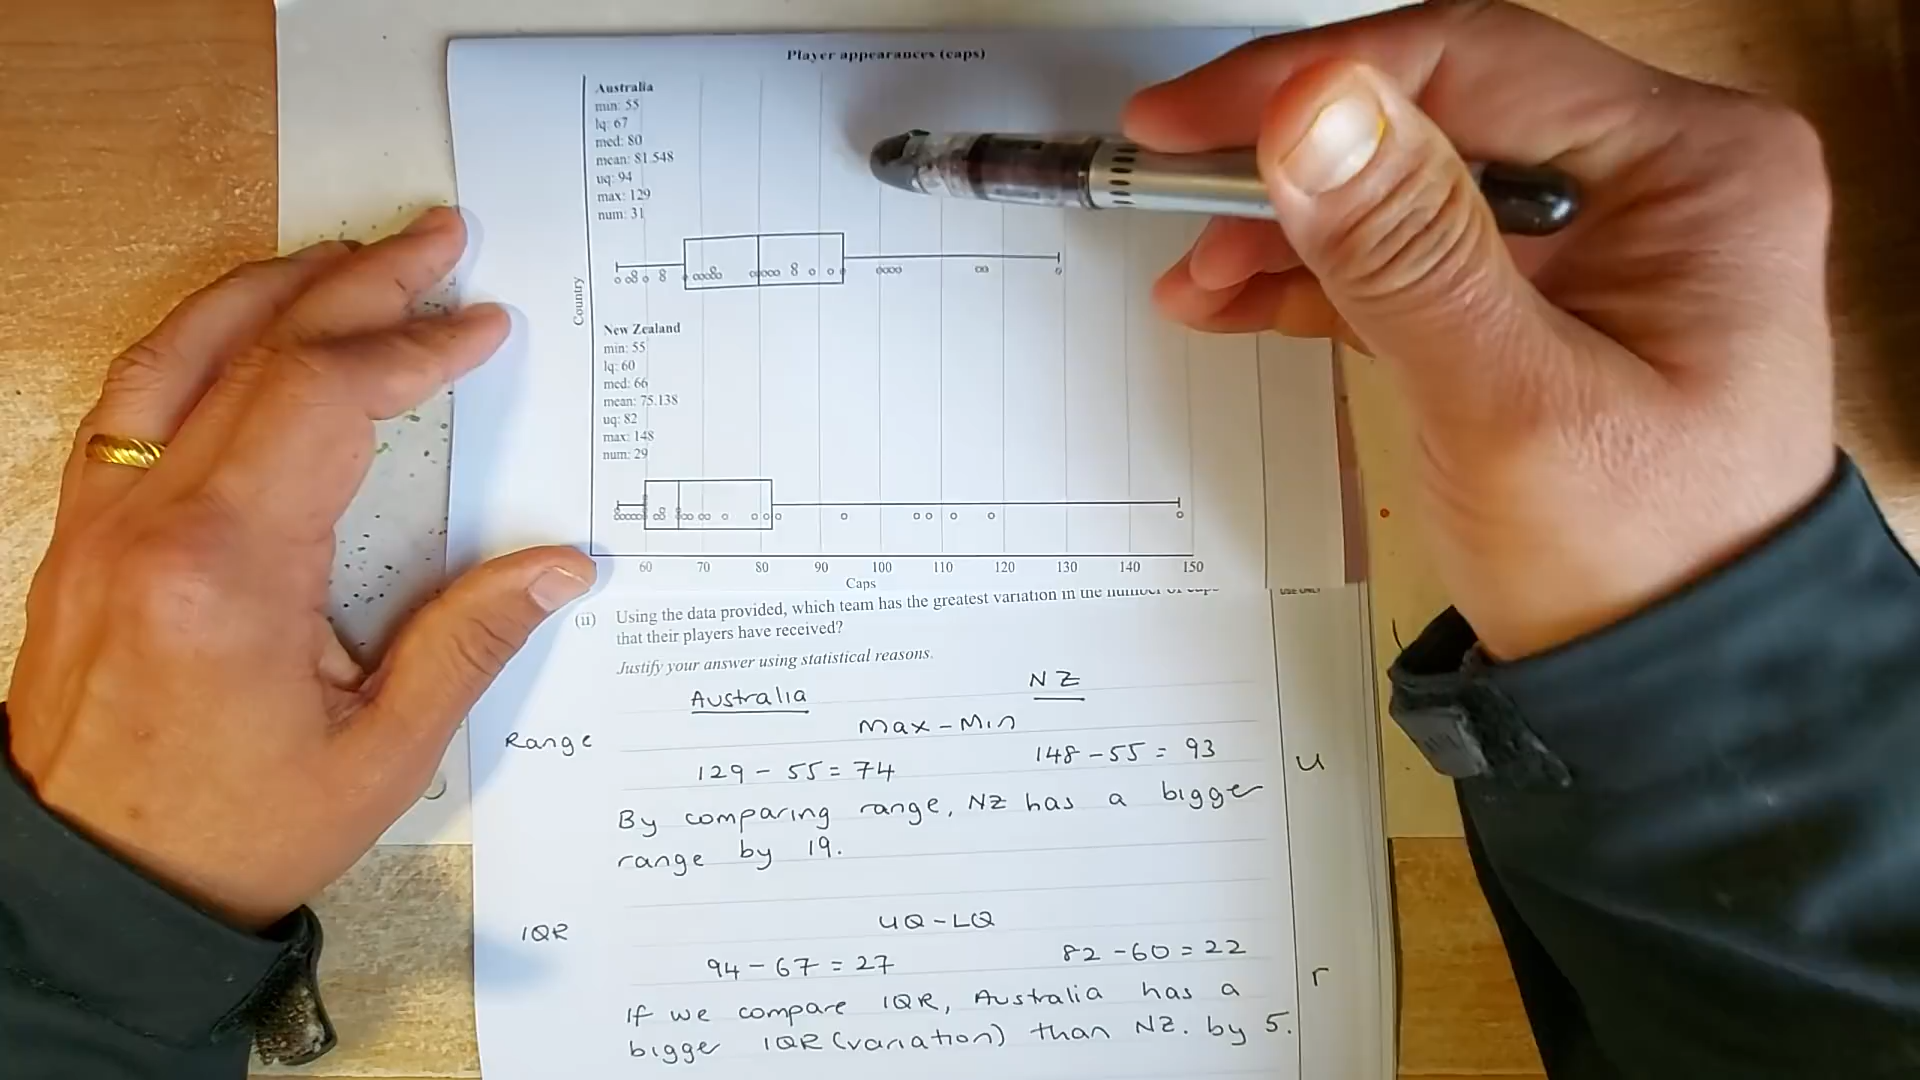 Player appearances (caps)
Australia
min: 55
lq: 67
med: 80
mean: 81.548
uq: 94
max: 129
num: 31
Country
New Zealand
min: 55
lq: 60
med: 66
mean: 75.138
uq: 82
max: 148
num: 29
60 70 80 90 100 110 120 130 140 150
Caps
(ii) Using the data provided, which team has the greatest variation in the number of caps
that their players have received?
USE ONLY
Justify your answer using statistical reasons.
Australia NZ
Range Max - Min
129 - 55 = 74 148 - 55 = 93 u
By comparing range, NZ has a bigger
range by 19.
IQR UQ - LQ
94 - 67 = 27 82 - 60 = 22
r
If we compare IQR, Australia has a
bigger IQR (variation) than NZ. by 5.